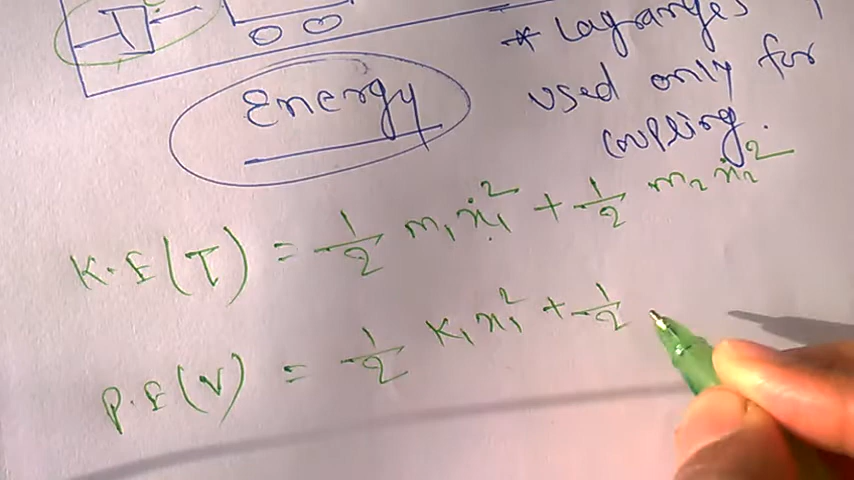 * Lagranges
used only for
coupling.
Energy
K.E(T) = 1/2 m₁ẋ₁² + 1/2 m₂ẋ₂²
P.E(V) = 1/2 K₁x₁² + 1/2